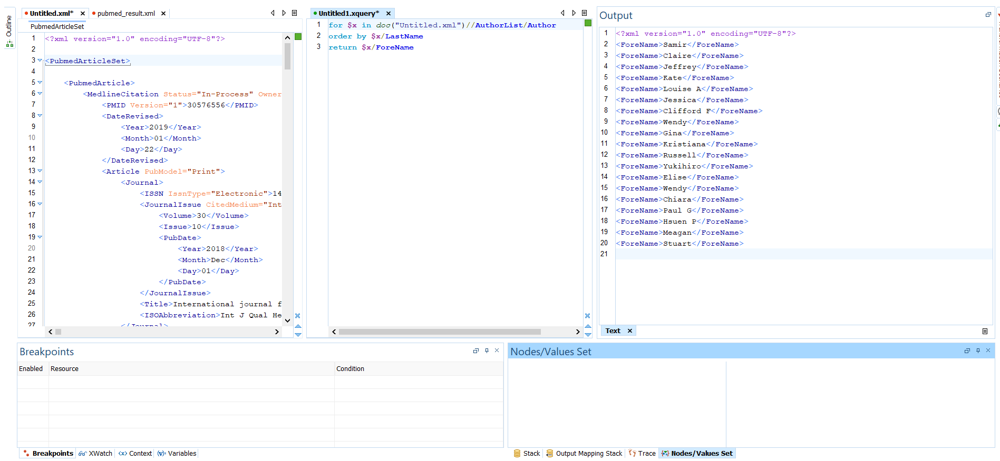 Outline
Untitled.xml*
pubmed_result.xml
PubmedArticleSet
1 <?xml version="1.0" encoding="UTF-8"?>
2
3 <PubmedArticleSet>
4
5 <PubmedArticle>
6 <MedlineCitation Status="In-Process" Owner
7 <PMID Version="1">30576556</PMID>
8 <DateRevised>
9 <Year>2019</Year>
10 <Month>01</Month>
11 <Day>22</Day>
12 </DateRevised>
13 <Article PubModel="Print">
14 <Journal>
15 <ISSN IssnType="Electronic">14
16 <JournalIssue CitedMedium="Int
17 <Volume>30</Volume>
18 <Issue>10</Issue>
19 <PubDate>
20 <Year>2018</Year>
21 <Month>Dec</Month>
22 <Day>01</Day>
23 </PubDate>
24 </JournalIssue>
25 <Title>International journal f
26 <ISOAbbreviation>Int J Qual He
27 </Journal>
Untitled1.xquery*
1 for $x in doc("Untitled.xml")//AuthorList/Author
2 order by $x/LastName
3 return $x/ForeName
Output
1 <?xml version="1.0" encoding="UTF-8"?>
2 <ForeName>Samir</ForeName>
3 <ForeName>Claire</ForeName>
4 <ForeName>Jeffrey</ForeName>
5 <ForeName>Kate</ForeName>
6 <ForeName>Louise A</ForeName>
7 <ForeName>Jessica</ForeName>
8 <ForeName>Clifford F</ForeName>
9 <ForeName>Wendy</ForeName>
10 <ForeName>Gina</ForeName>
11 <ForeName>Kristiana</ForeName>
12 <ForeName>Russell</ForeName>
13 <ForeName>Yukihiro</ForeName>
14 <ForeName>Elise</ForeName>
15 <ForeName>Wendy</ForeName>
16 <ForeName>Chiara</ForeName>
17 <ForeName>Paul G</ForeName>
18 <ForeName>Hsuen P</ForeName>
19 <ForeName>Meagan</ForeName>
20 <ForeName>Stuart</ForeName>
21
Text
Breakpoints
Enabled Resource Condition
Breakpoints XWatch Context Variables
Nodes/Values Set
Stack Output Mapping Stack Trace Nodes/Values Set